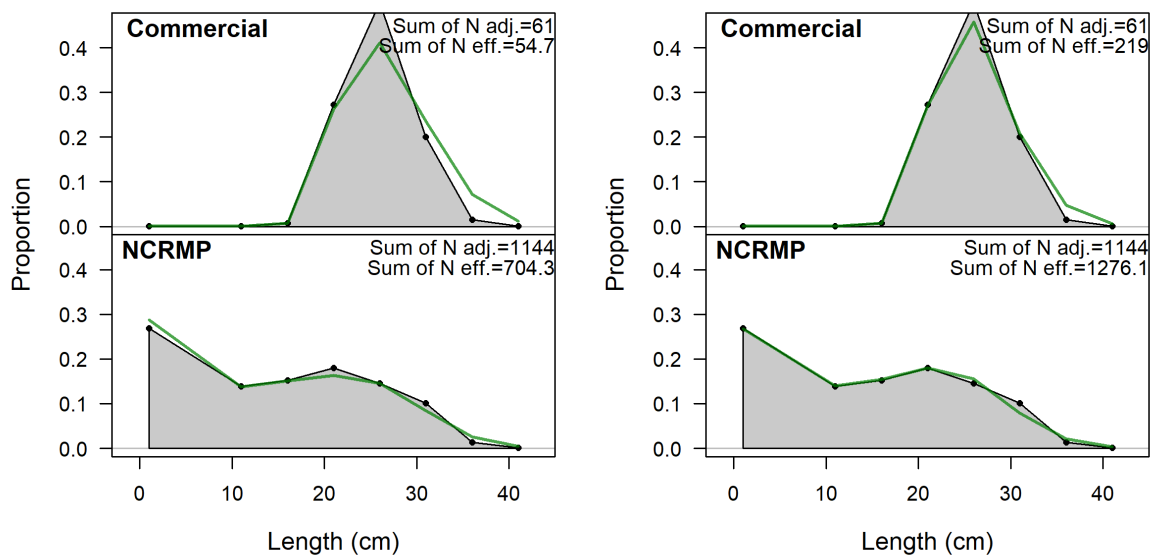 Commercial
Sum of N adj.=61
Sum of N eff.=54.7
0.4
0.3
0.2
0.1
0.0
NCRMP
Sum of N adj.=1144
Sum of N eff.=704.3
0.4
0.3
0.2
0.1
0.0
Proportion
0 10 20 30 40
Length (cm)
Commercial
Sum of N adj.=61
Sum of N eff.=219
0.4
0.3
0.2
0.1
0.0
NCRMP
Sum of N adj.=1144
Sum of N eff.=1276.1
0.4
0.3
0.2
0.1
0.0
Proportion
0 10 20 30 40
Length (cm)